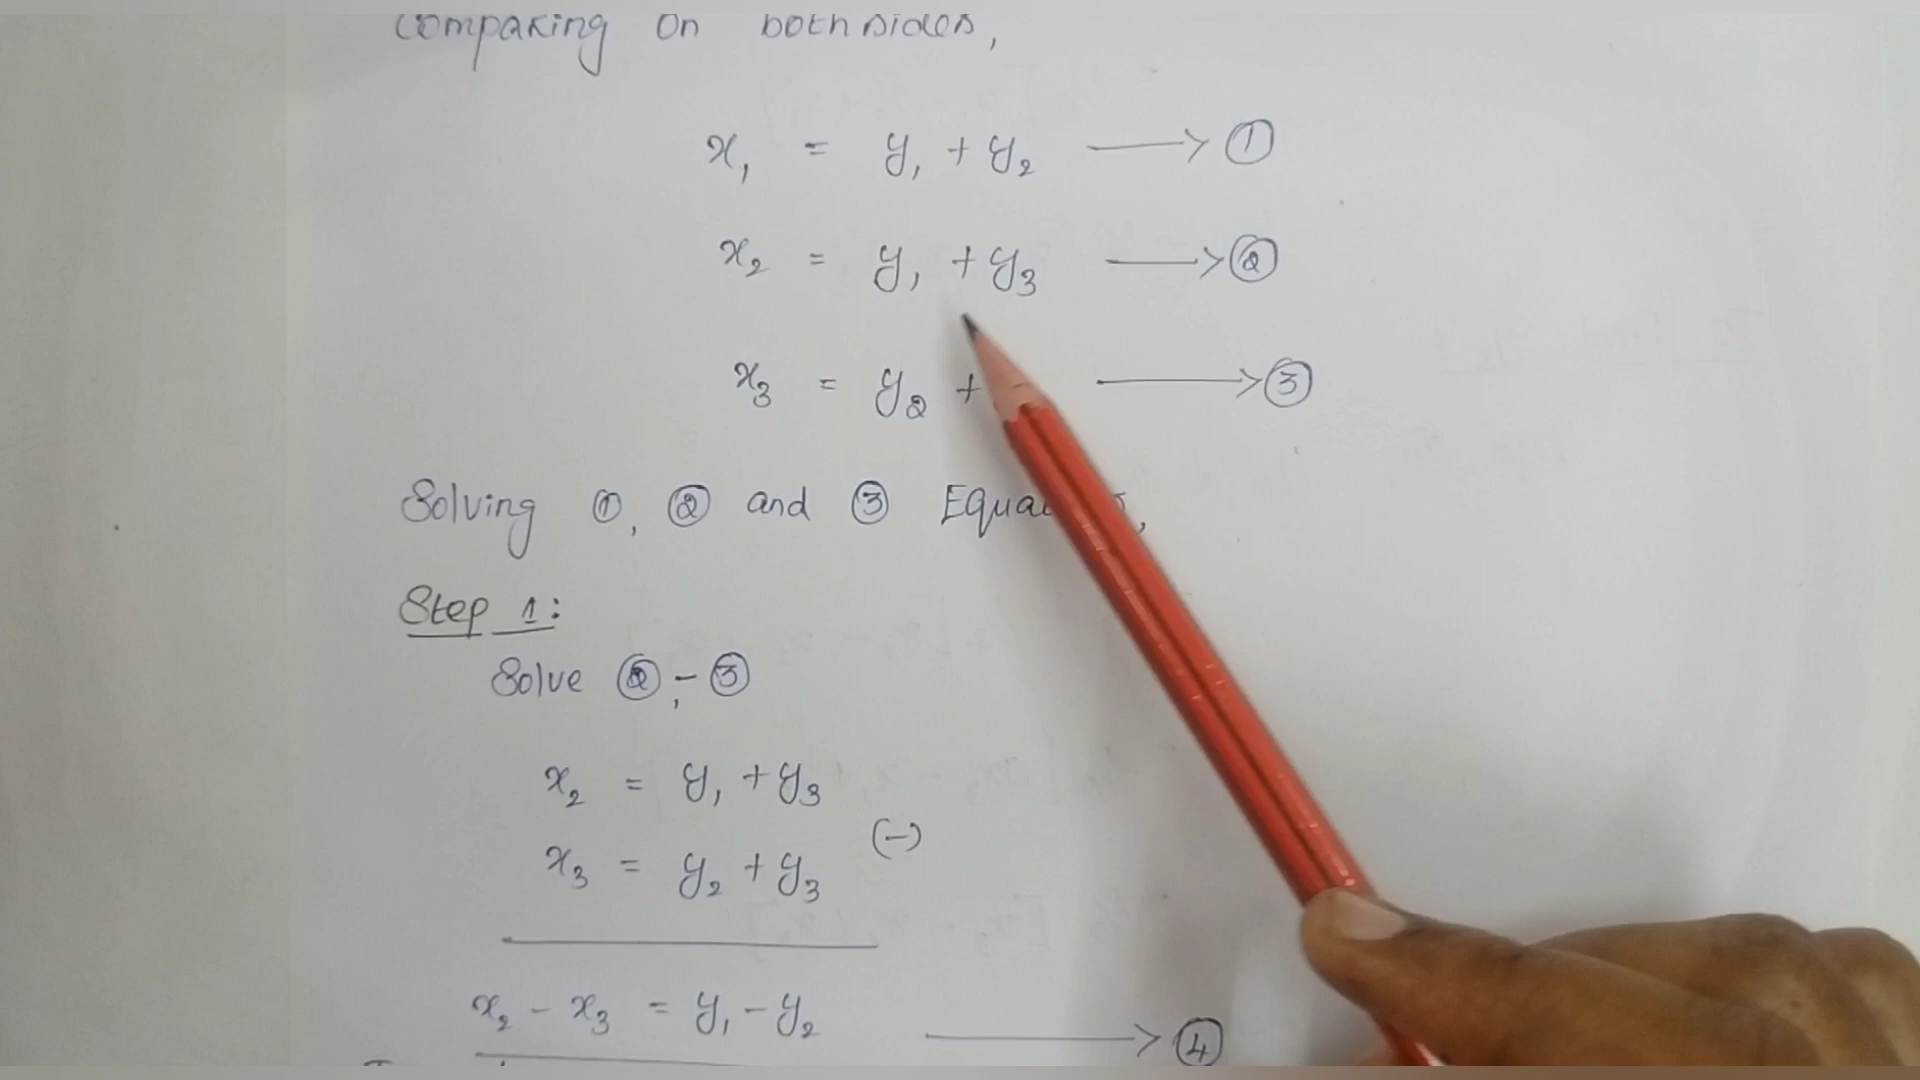 Comparing on both sides,
x₁ = y₁ + y₂ ⟶ ①
x₂ = y₁ + y₃ ⟶ ②
x₃ = y₂ + ⟶ ③
Solving ①, ② and ③
Step 1:
Solve ②, - ③
x₂ = y₁ + y₃
(-)
x₃ = y₂ + y₃
x₂ - x₃ = y₁ - y₂ ⟶ ④